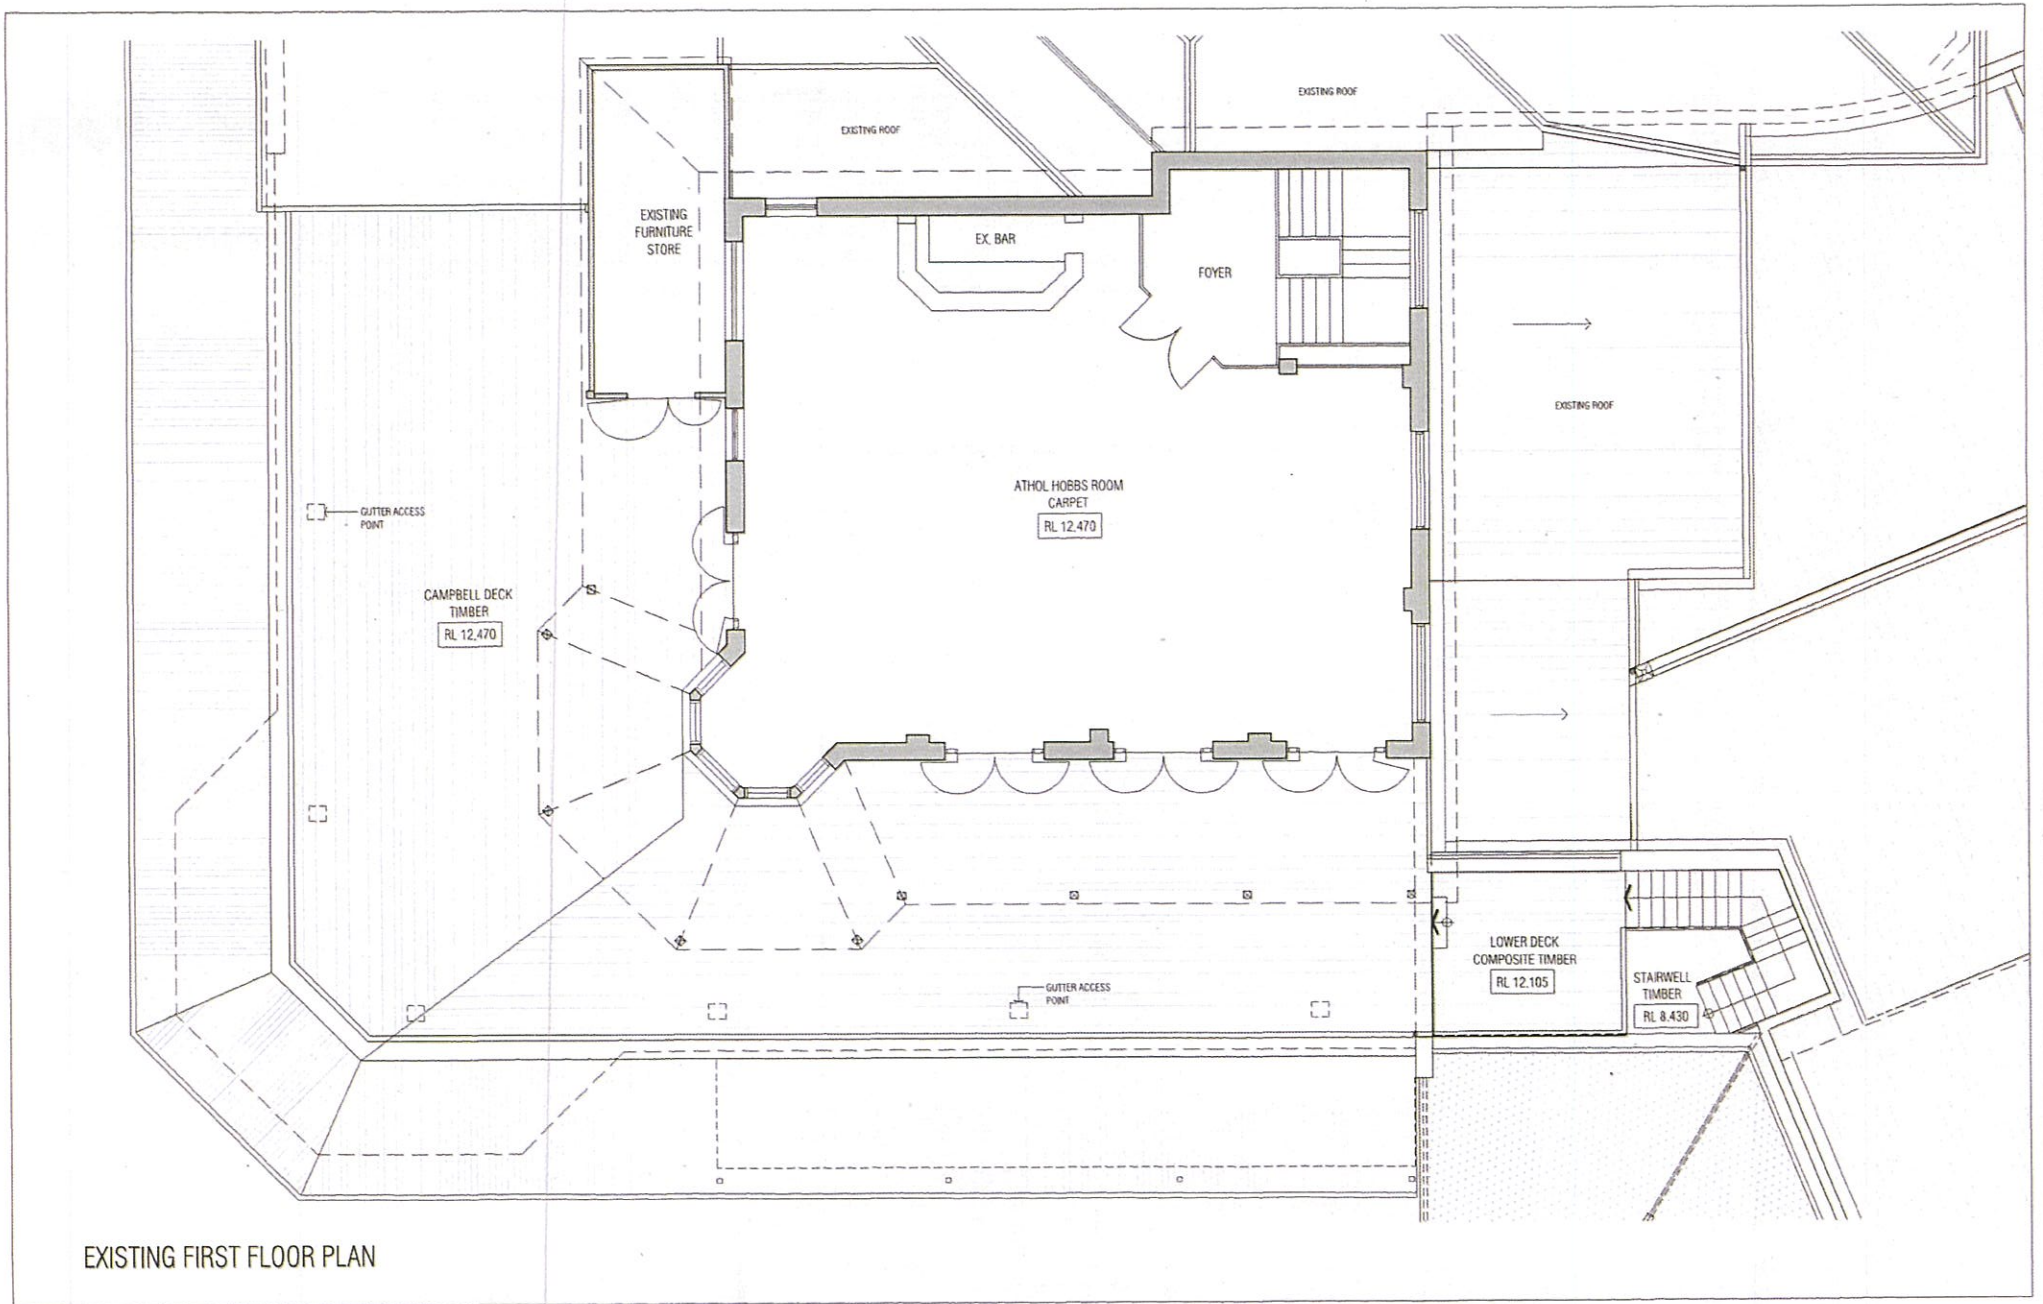 EXISTING ROOF
EXISTING ROOF
EXISTING
FURNITURE
STORE
EX. BAR
FOYER
EXISTING ROOF
ATHOL HOBBS ROOM
CARPET
RL 12.470
GUTTER ACCESS
POINT
CAMPBELL DECK
TIMBER
RL 12.470
LOWER DECK
COMPOSITE TIMBER
RL 12.105
STAIRWELL
TIMBER
RL 8.430
GUTTER ACCESS
POINT
EXISTING FIRST FLOOR PLAN